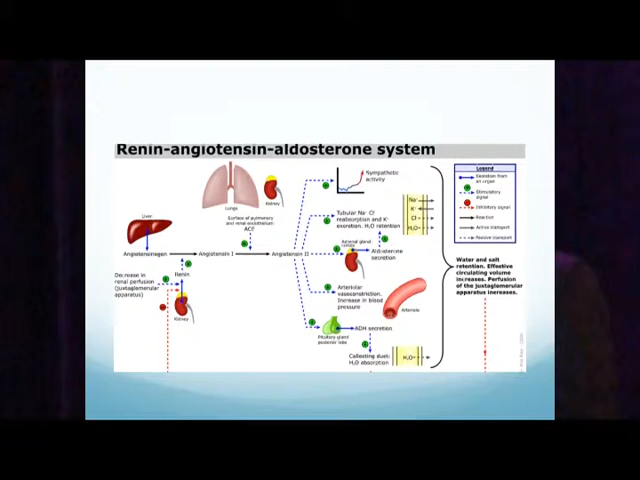 Renin-angiotensin-aldosterone system
Lungs
Kidney
Liver
Surface of pulmonary
and renal endothelium:
ACE
Angiotensinogen
Angiotensin I
Angiotensin II
Decrease in
renal perfusion
(juxtaglomerular
apparatus)
Renin
Kidney
Sympathetic
activity
Tubular Na+ Cl-
reabsorption and K+
excretion. H2O retention
Adrenal gland:
cortex
Aldosterone
secretion
Arteriolar
vasoconstriction.
Increase in blood
pressure
Arteriole
Pituitary gland:
posterior lobe
ADH secretion
Collecting duct:
H2O absorption
Na+
K+
Cl-
H2O
H2O
Legend
Secretion from
an organ
Stimulatory
signal
Inhibitory signal
Reaction
Active transport
Passive transport
Water and salt
retention. Effective
circulating volume
increases. Perfusion
of the juxtaglomerular
apparatus increases.